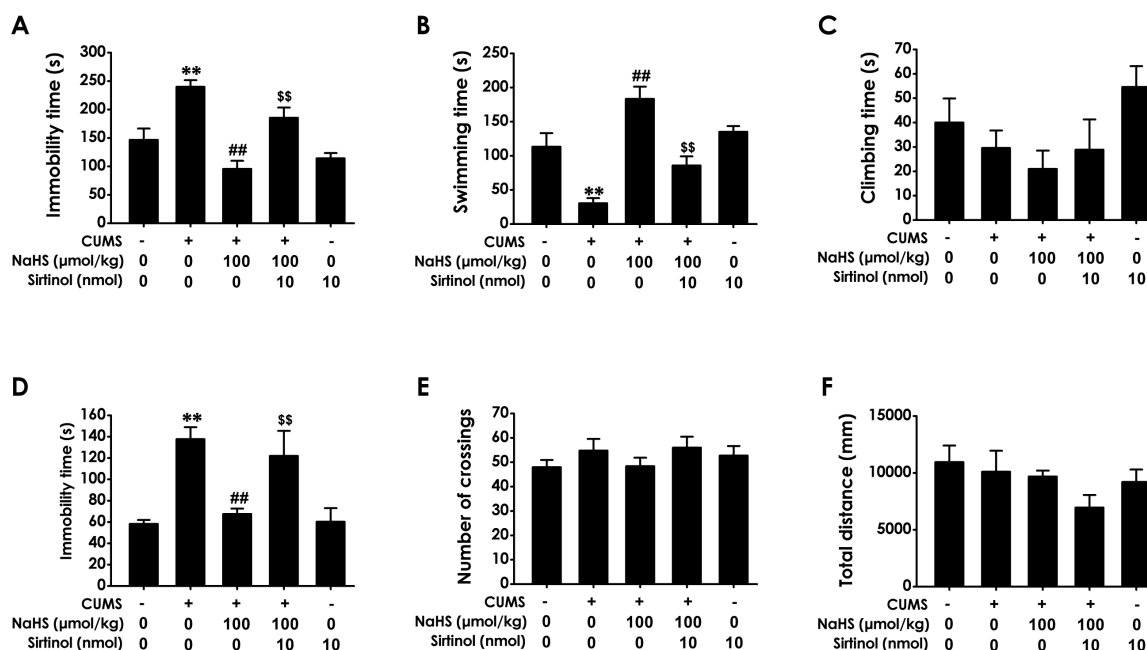 A
Immobility time (s)
300
250
200
150
100
50
0
**
##
$$
CUMS - + + + -
NaHS (μmol/kg) 0 0 100 100 0
Sirtinol (nmol) 0 0 0 10 10
B
Swimming time (s)
250
200
150
100
50
0
**
##
$$
CUMS - + + + -
NaHS (μmol/kg) 0 0 100 100 0
Sirtinol (nmol) 0 0 0 10 10
C
Climbing time (s)
70
60
50
40
30
20
10
0
CUMS - + + + -
NaHS (μmol/kg) 0 0 100 100 0
Sirtinol (nmol) 0 0 0 10 10
D
Immobility time (s)
160
140
120
100
80
60
40
20
0
**
##
$$
CUMS - + + + -
NaHS (μmol/kg) 0 0 100 100 0
Sirtinol (nmol) 0 0 0 10 10
E
Number of crossings
70
60
50
40
30
20
10
0
CUMS - + + + -
NaHS (μmol/kg) 0 0 100 100 0
Sirtinol (nmol) 0 0 0 10 10
F
Total distance (mm)
15000
10000
5000
0
CUMS - + + + -
NaHS (μmol/kg) 0 0 100 100 0
Sirtinol (nmol) 0 0 0 10 10